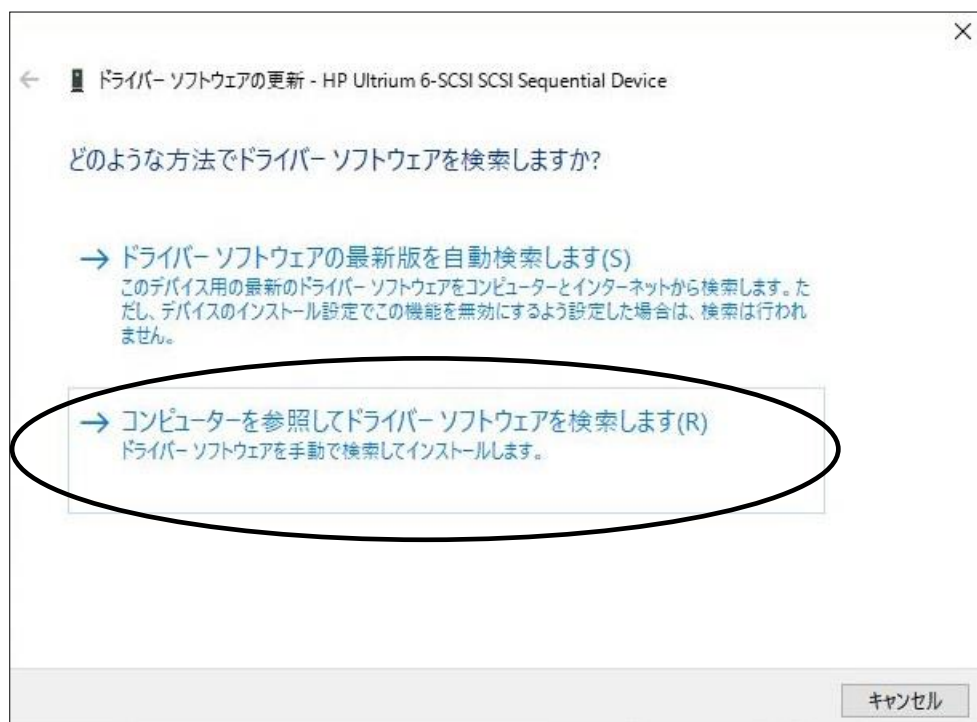 ドライバー ソフトウェアの更新 - HP Ultrium 6-SCSI SCSI Sequential Device
どのような方法でドライバー ソフトウェアを検索しますか?
→ ドライバー ソフトウェアの最新版を自動検索します(S)
このデバイス用の最新のドライバー ソフトウェアをコンピューターとインターネットから検索します。た
だし、デバイスのインストール設定でこの機能を無効にするよう設定した場合は、検索は行われ
ません。
→ コンピューターを参照してドライバー ソフトウェアを検索します(R)
ドライバー ソフトウェアを手動で検索してインストールします。
キャンセル